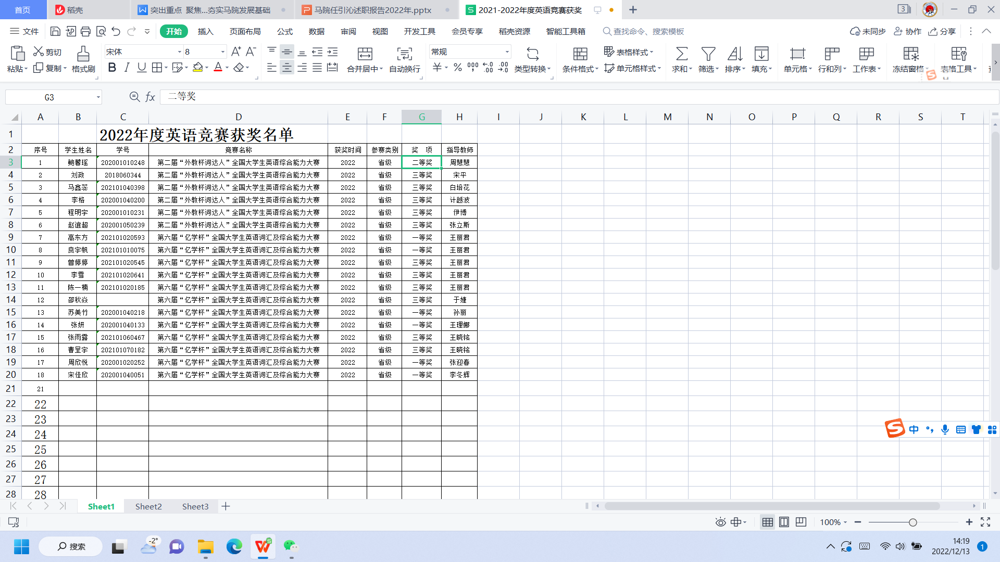 首页 稻壳 突出重点 聚焦...夯实马院发展基础 马院任引沁述职报告2022年.pptx 2021-2022年度英语竞赛获奖 3
文件 开始 插入 页面布局 公式 数据 审阅 视图 开发工具 会员专享 稻壳资源 智能工具箱 查找命令、搜索模板 未同步 协作 分享
剪切 宋体 8 常规 表格样式
粘贴 复制 格式刷 合并居中 自动换行 类型转换 条件格式 单元格样式 求和 筛选 排序 填充 单元格 行和列 工作表 冻结窗格 表格工具
G3 fx 二等奖
A B C D E F G H I J K L M N O P Q R S T
1 2022年度英语竞赛获奖名单
2 序号 学生姓名 学号 竞赛名称 获奖时间 参赛类别 奖 项 指导教师
3 1 鲍馨瑶 202001010248 第二届“外教杯词达人”全国大学生英语综合能力大赛 2022 省级 二等奖 周慧慧
4 2 刘政 2018060344 第二届“外教杯词达人”全国大学生英语综合能力大赛 2022 省级 三等奖 宋平
5 3 马鑫蕊 202101040398 第二届“外教杯词达人”全国大学生英语综合能力大赛 2022 省级 三等奖 白培花
6 4 李格 202001040200 第二届“外教杯词达人”全国大学生英语综合能力大赛 2022 省级 三等奖 计越波
7 5 程明宇 202001010231 第二届“外教杯词达人”全国大学生英语综合能力大赛 2022 省级 三等奖 伊博
8 6 赵谊超 202001050239 第二届“外教杯词达人”全国大学生英语综合能力大赛 2022 省级 三等奖 张立斯
9 7 高东方 202101020593 第六届“亿学杯”全国大学生英语词汇及综合能力大赛 2022 省级 一等奖 王丽君
10 8 贲宇帆 202101010075 第六届“亿学杯”全国大学生英语词汇及综合能力大赛 2022 省级 一等奖 王丽君
11 9 曾婷婷 202101020545 第六届“亿学杯”全国大学生英语词汇及综合能力大赛 2022 省级 三等奖 王丽君
12 10 李雪 202101020641 第六届“亿学杯”全国大学生英语词汇及综合能力大赛 2022 省级 三等奖 王丽君
13 11 陈一楠 202101020185 第六届“亿学杯”全国大学生英语词汇及综合能力大赛 2022 省级 三等奖 王丽君
14 12 邵秋焱 第六届“亿学杯”全国大学生英语词汇及综合能力大赛 2022 省级 三等奖 于婕
15 13 苏美竹 202001040218 第六届“亿学杯”全国大学生英语词汇及综合能力大赛 2022 省级 一等奖 孙丽
16 14 张妍 202001040133 第六届“亿学杯”全国大学生英语词汇及综合能力大赛 2022 省级 一等奖 王理娜
17 15 张雨露 202101060467 第六届“亿学杯”全国大学生英语词汇及综合能力大赛 2022 省级 三等奖 王晓铭
18 16 曹呈宇 202101070182 第六届“亿学杯”全国大学生英语词汇及综合能力大赛 2022 省级 三等奖 王晓铭
19 17 周欣悦 202001020252 第六届“亿学杯”全国大学生英语词汇及综合能力大赛 2022 省级 一等奖 张迎春
20 18 宋佳欣 202001040051 第六届“亿学杯”全国大学生英语词汇及综合能力大赛 2022 省级 一等奖 李冬辉
21 21
22 22
23 23
24 24
25 25
26 26
27 27
28 28
中
Sheet1 Sheet2 Sheet3
100%
搜索 -2° 14:19
2022/12/13 1